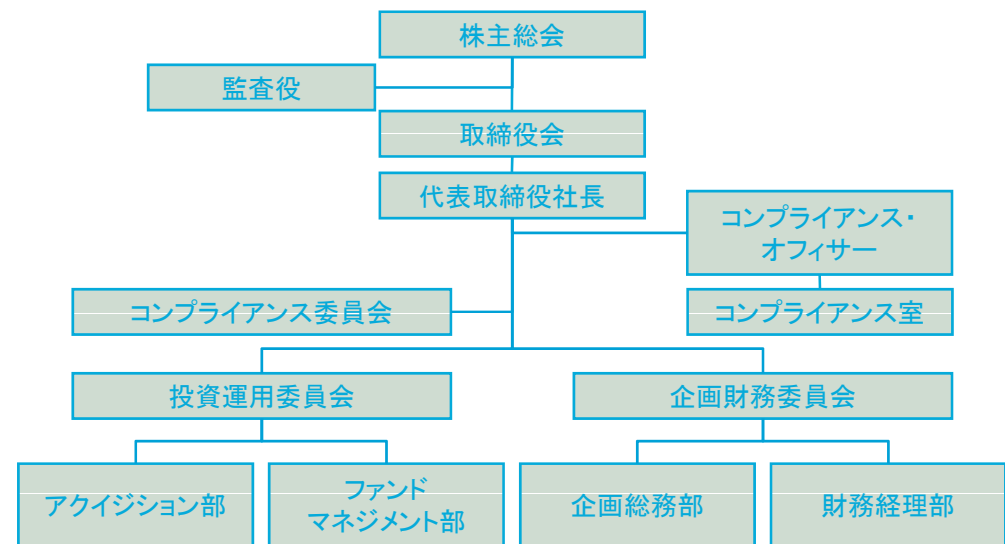 株主総会
監査役
取締役会
代表取締役社長
コンプライアンス・
オフィサー
コンプライアンス委員会
コンプライアンス室
投資運用委員会
企画財務委員会
アクイジション部
ファンド
マネジメント部
企画総務部
財務経理部